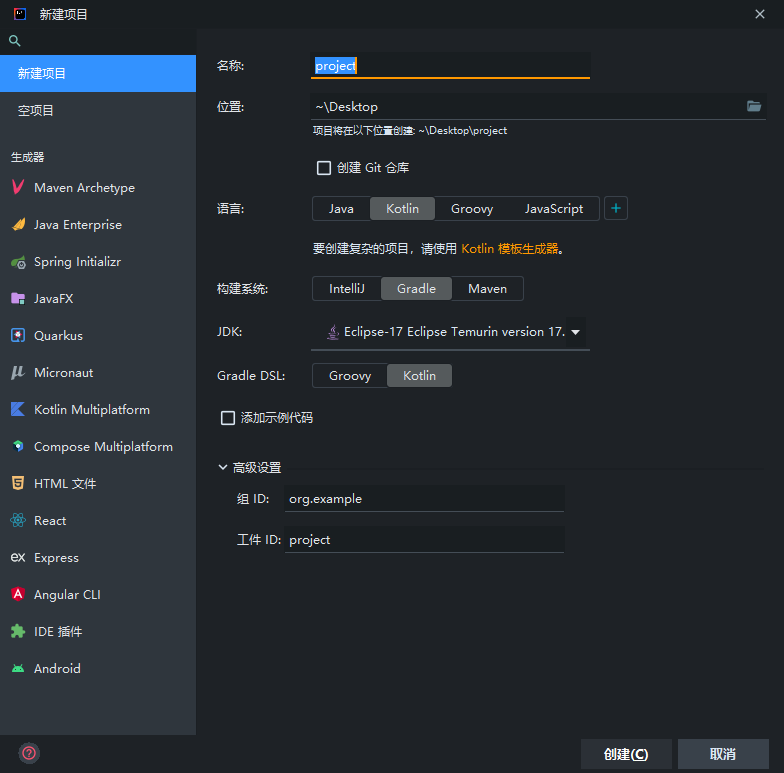 新建项目
新建项目
空项目
生成器
Maven Archetype
Java Enterprise
Spring Initializr
JavaFX
Quarkus
Micronaut
Kotlin Multiplatform
Compose Multiplatform
HTML 文件
React
Express
Angular CLI
IDE 插件
Android
名称: project
位置: ~\Desktop
项目将在以下位置创建: ~\Desktop\project
创建 Git 仓库
语言: Java Kotlin Groovy JavaScript +
要创建复杂的项目，请使用 Kotlin 模板生成器。
构建系统: IntelliJ Gradle Maven
JDK: Eclipse-17 Eclipse Temurin version 17.
Gradle DSL: Groovy Kotlin
添加示例代码
高级设置
组 ID: org.example
工件 ID: project
? 创建(C) 取消